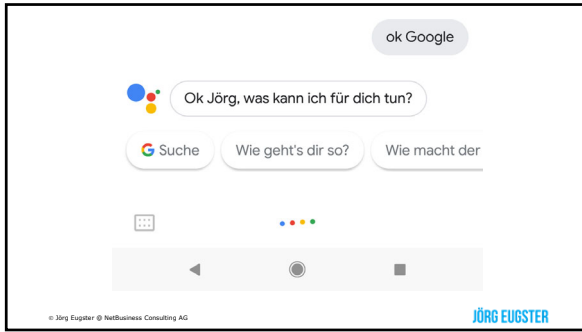 ok Google
Ok Jörg, was kann ich für dich tun?
G Suche
Wie geht's dir so?
Wie macht der
© Jörg Eugster @ NetBusiness Consulting AG
JÖRG EUGSTER